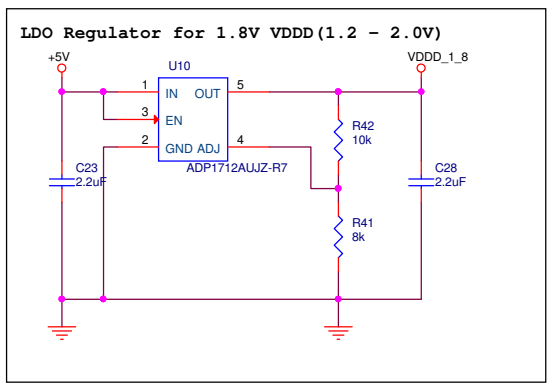 LDO Regulator for 1.8V VDDD(1.2 - 2.0V)
+5V
VDDD_1_8
U10
1 IN OUT 5
3 EN
2 GND ADJ 4
ADP1712AUJZ-R7
R42
10k
C23
2.2uF
C28
2.2uF
R41
8k